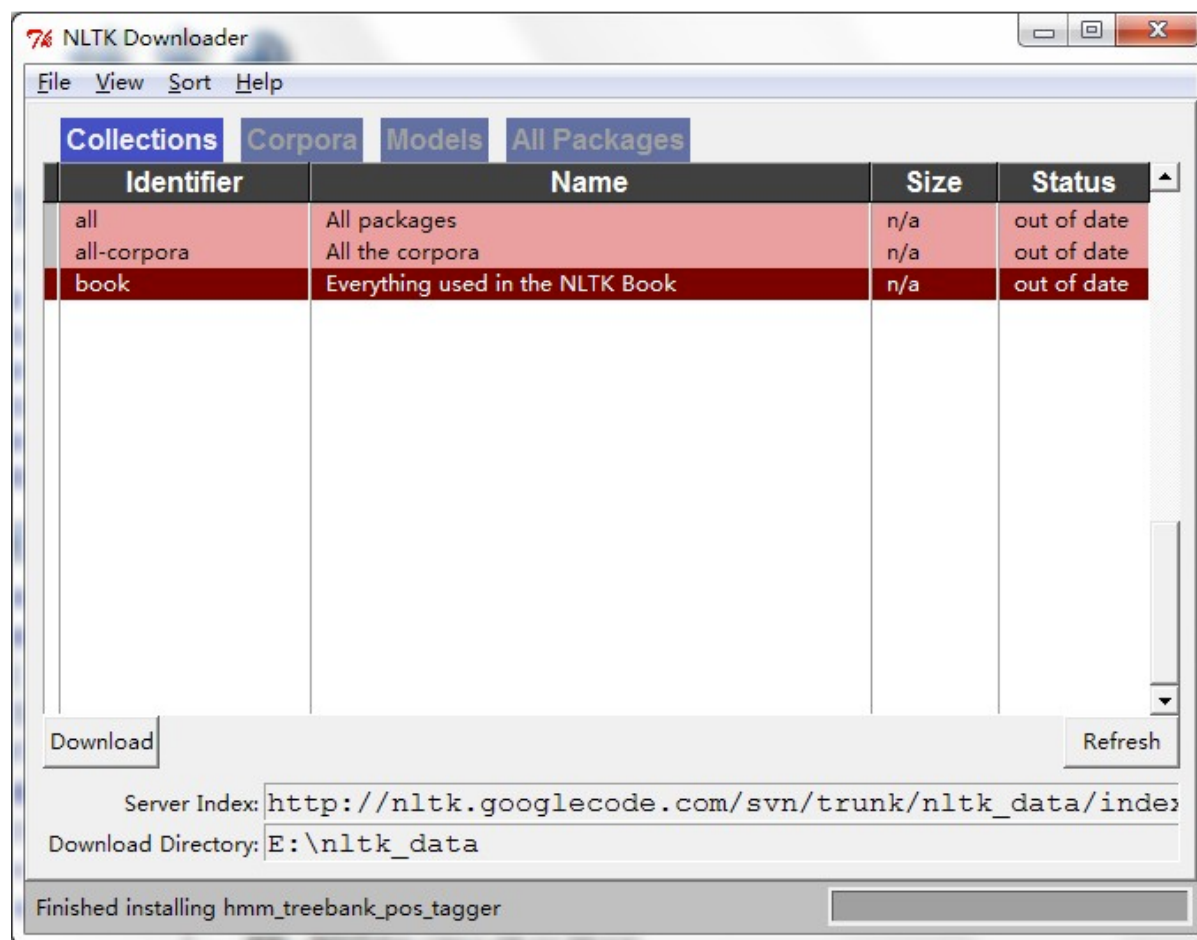 NLTK Downloader
File View Sort Help
Collections Corpora Models All Packages
Identifier Name Size Status
all All packages n/a out of date
all-corpora All the corpora n/a out of date
book Everything used in the NLTK Book n/a out of date
Download Refresh
Server Index: http://nltk.googlecode.com/svn/trunk/nltk_data/index
Download Directory: E:\nltk_data
Finished installing hmm_treebank_pos_tagger